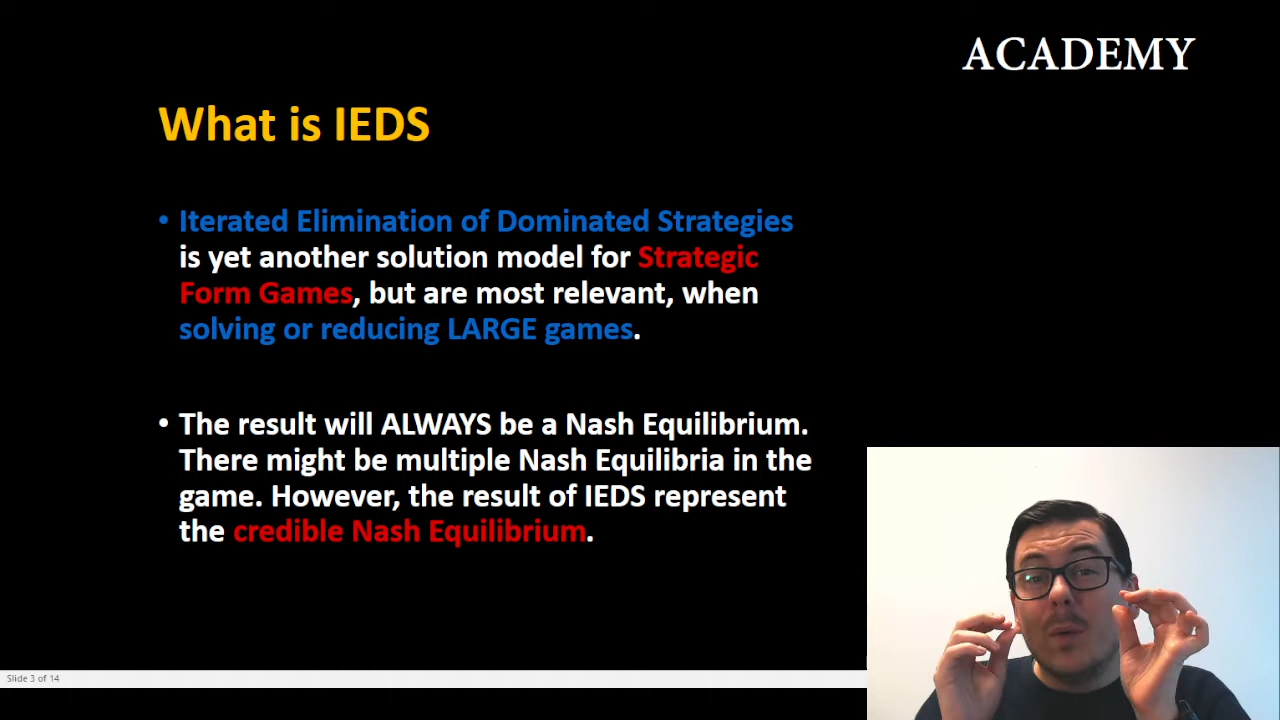 ACADEMY
What is IEDS
• Iterated Elimination of Dominated Strategies
is yet another solution model for Strategic
Form Games, but are most relevant, when
solving or reducing LARGE games.
• The result will ALWAYS be a Nash Equilibrium.
There might be multiple Nash Equilibria in the
game. However, the result of IEDS represent
the credible Nash Equilibrium.
Slide 3 of 14